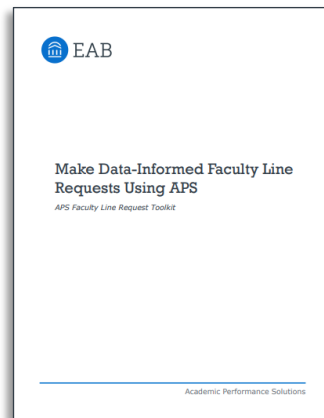 EAB
Make Data-Informed Faculty Line
Requests Using APS
APS Faculty Line Request Toolkit
Academic Performance Solutions